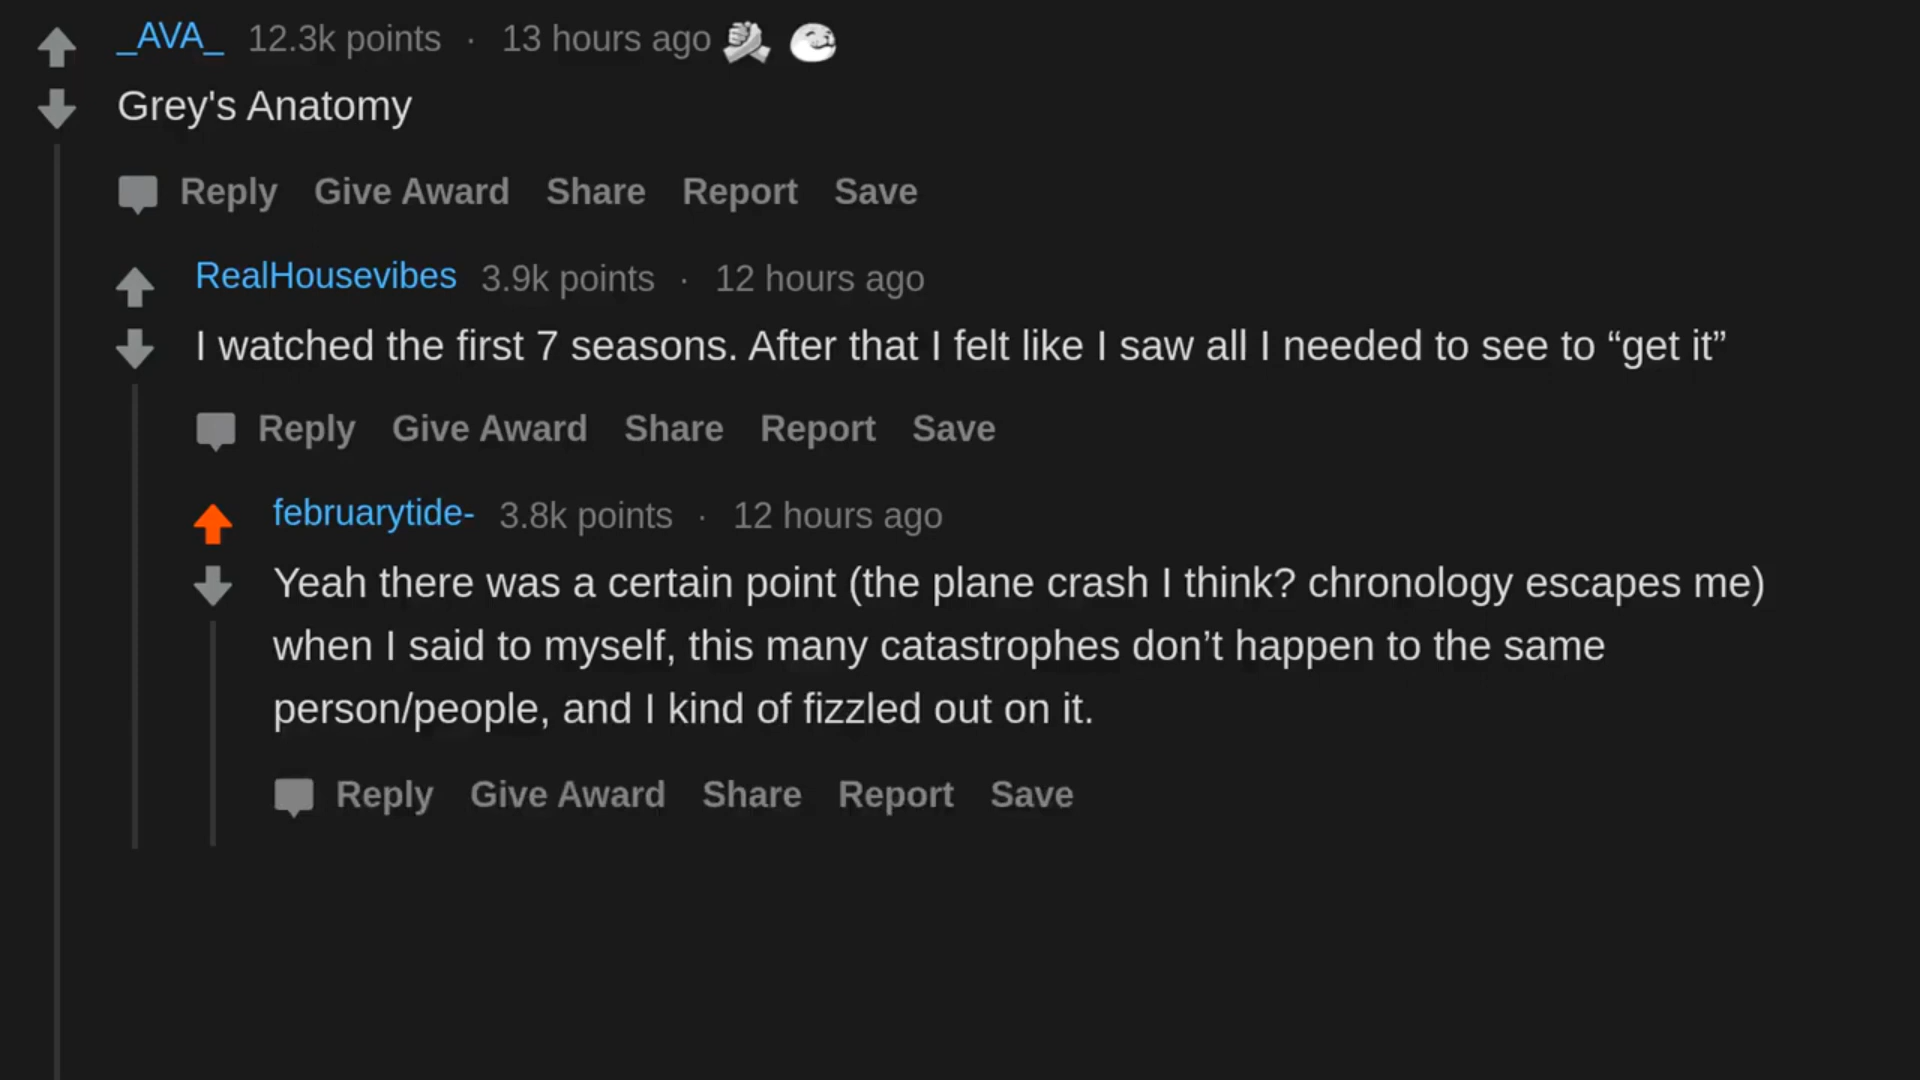 _AVA_ 12.3k points · 13 hours ago
Grey's Anatomy
Reply Give Award Share Report Save
RealHousevibes 3.9k points · 12 hours ago
I watched the first 7 seasons. After that I felt like I saw all I needed to see to “get it”
Reply Give Award Share Report Save
februarytide- 3.8k points · 12 hours ago
Yeah there was a certain point (the plane crash I think? chronology escapes me)
when I said to myself, this many catastrophes don’t happen to the same
person/people, and I kind of fizzled out on it.
Reply Give Award Share Report Save